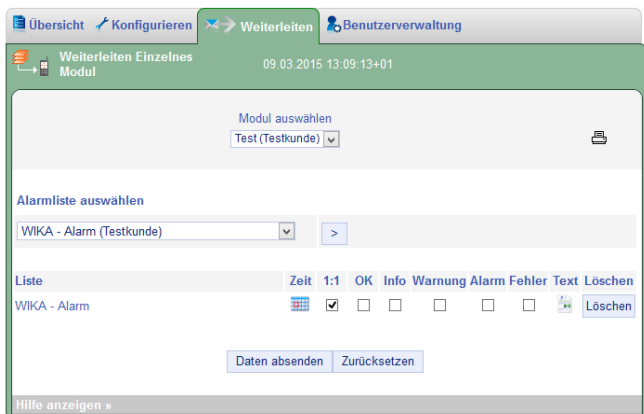 Übersicht Konfigurieren Weiterleiten Benutzerverwaltung
Weiterleiten Einzelnes
Modul
09.03.2015 13:09:13+01
Modul auswählen
Test (Testkunde)
Alarmliste auswählen
WIKA - Alarm (Testkunde) >
Liste Zeit 1:1 OK Info Warnung Alarm Fehler Text Löschen
WIKA - Alarm Löschen
Daten absenden Zurücksetzen
Hilfe anzeigen »